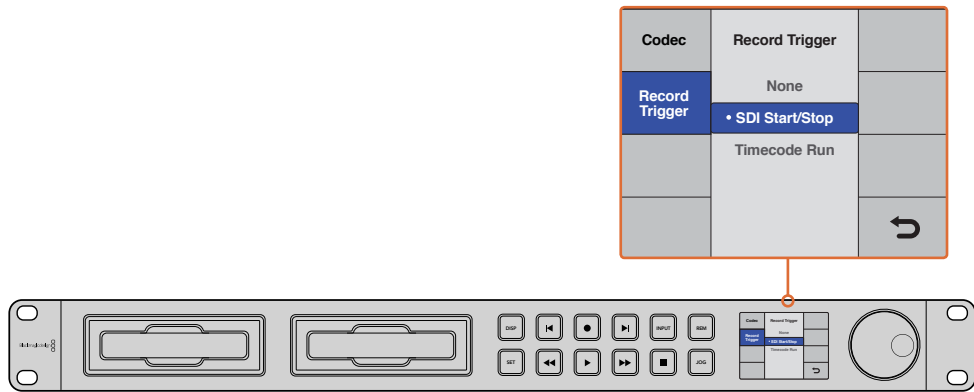 Codec
Record Trigger
Record
Trigger
None
• SDI Start/Stop
Timecode Run
DISP
INPUT
REM
SET
JOG
Codec
Record Trigger
Record
Trigger
None
• SDI Start/Stop
Timecode Run
Blackmagicdesign